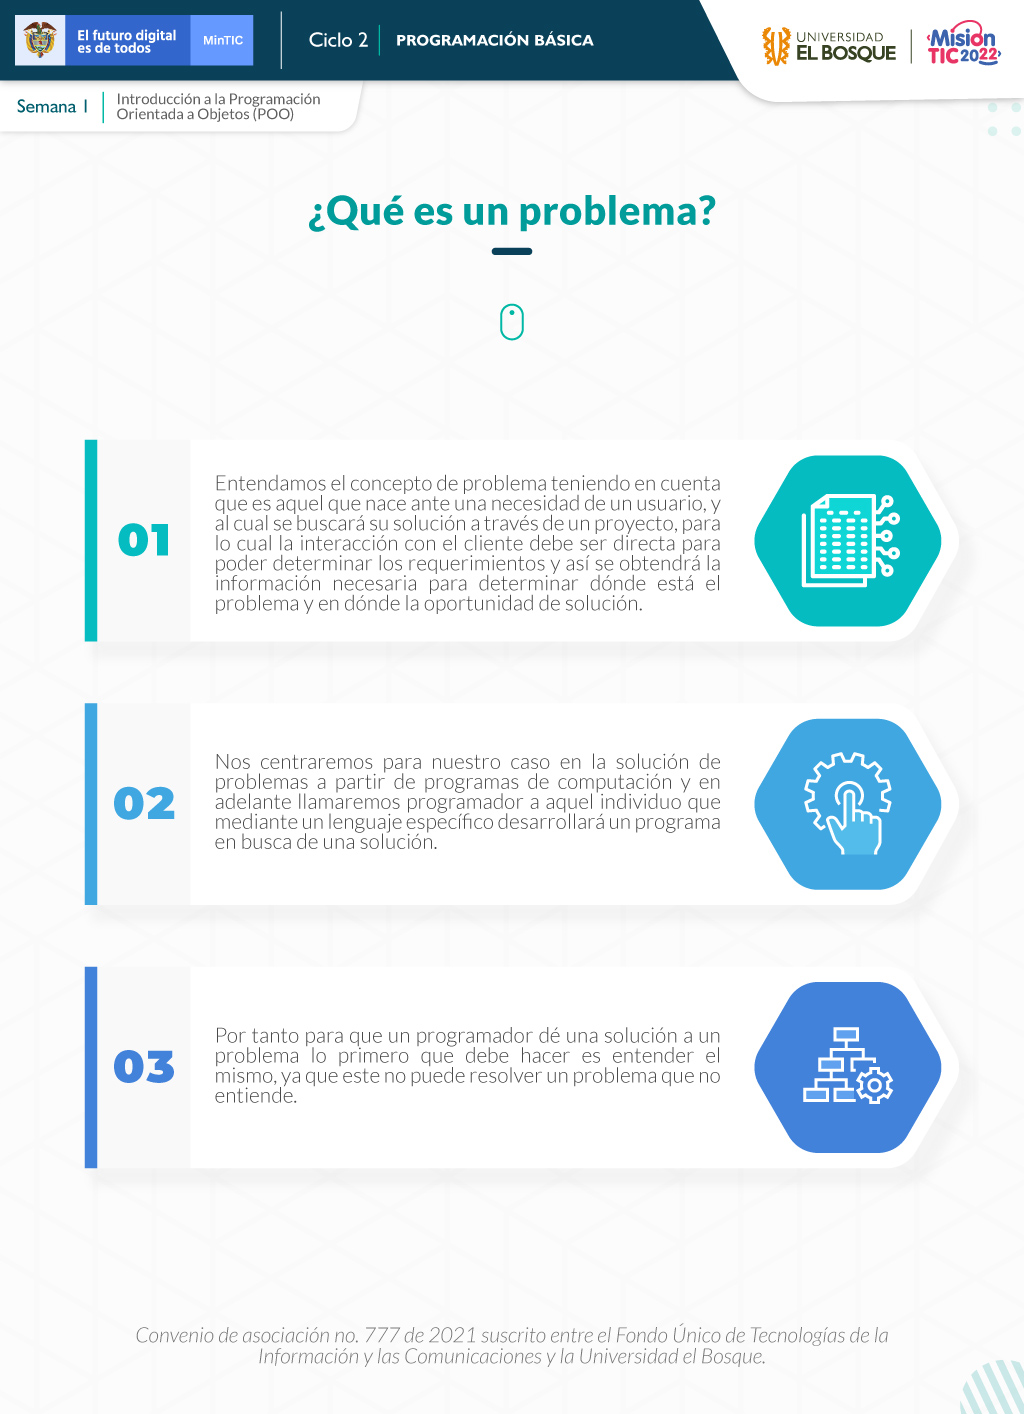 El futuro digital
es de todos
MinTIC
Ciclo 2
PROGRAMACIÓN BÁSICA
UNIVERSIDAD
EL BOSQUE
Misión
TIC 2022
Semana 1
Introducción a la Programación
Orientada a Objetos (POO)
¿Qué es un problema?
01
Entendamos el concepto de problema teniendo en cuenta
que es aquel que nace ante una necesidad de un usuario, y
al cual se buscará su solución a través de un proyecto, para
lo cual la interacción con el cliente debe ser directa para
poder determinar los requerimientos y así se obtendrá la
información necesaria para determinar dónde está el
problema y en dónde la oportunidad de solución.
02
Nos centraremos para nuestro caso en la solución de
problemas a partir de programas de computación y en
adelante llamaremos programador a aquel individuo que
mediante un lenguaje específico desarrollará un programa
en busca de una solución.
03
Por tanto para que un programador dé una solución a un
problema lo primero que debe hacer es entender el
mismo, ya que este no puede resolver un problema que no
entiende.
Convenio de asociación no. 777 de 2021 suscrito entre el Fondo Único de Tecnologías de la
Información y las Comunicaciones y la Universidad el Bosque.